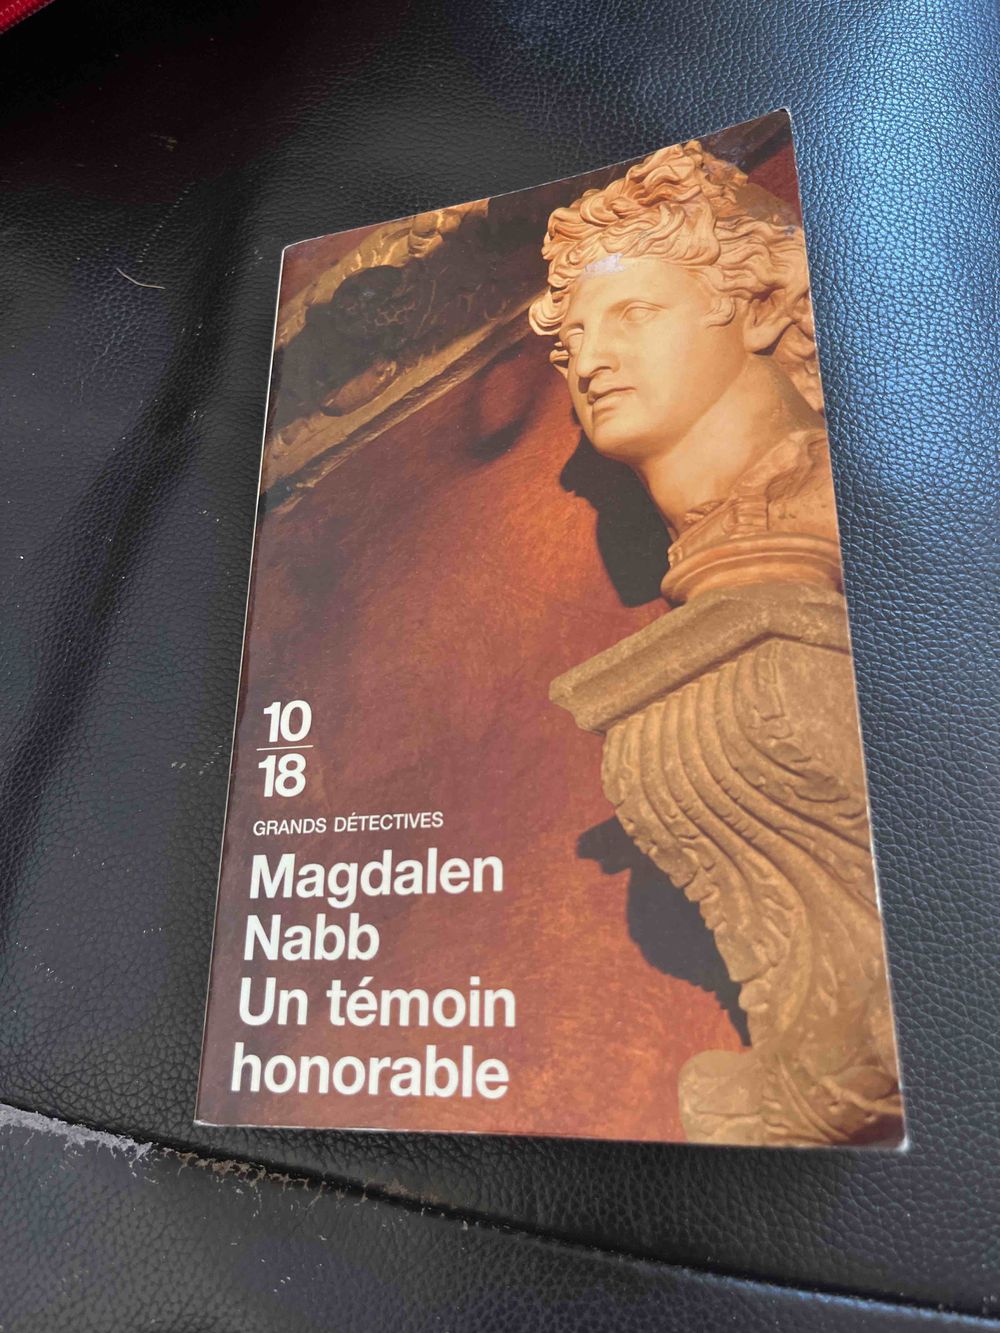 10
18
GRANDS DÉTECTIVES
Magdalen
Nabb
Un témoin
honorable